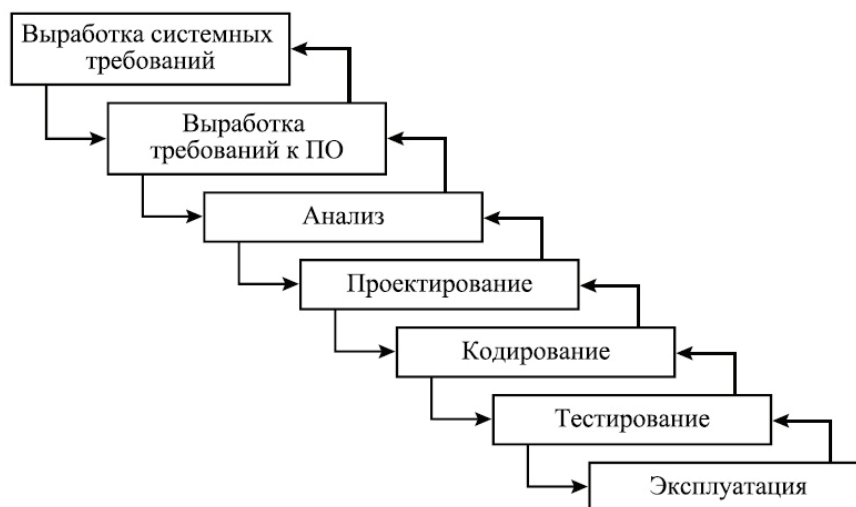 Выработка системных
требований
Выработка
требований к ПО
Анализ
Проектирование
Кодирование
Тестирование
Эксплуатация